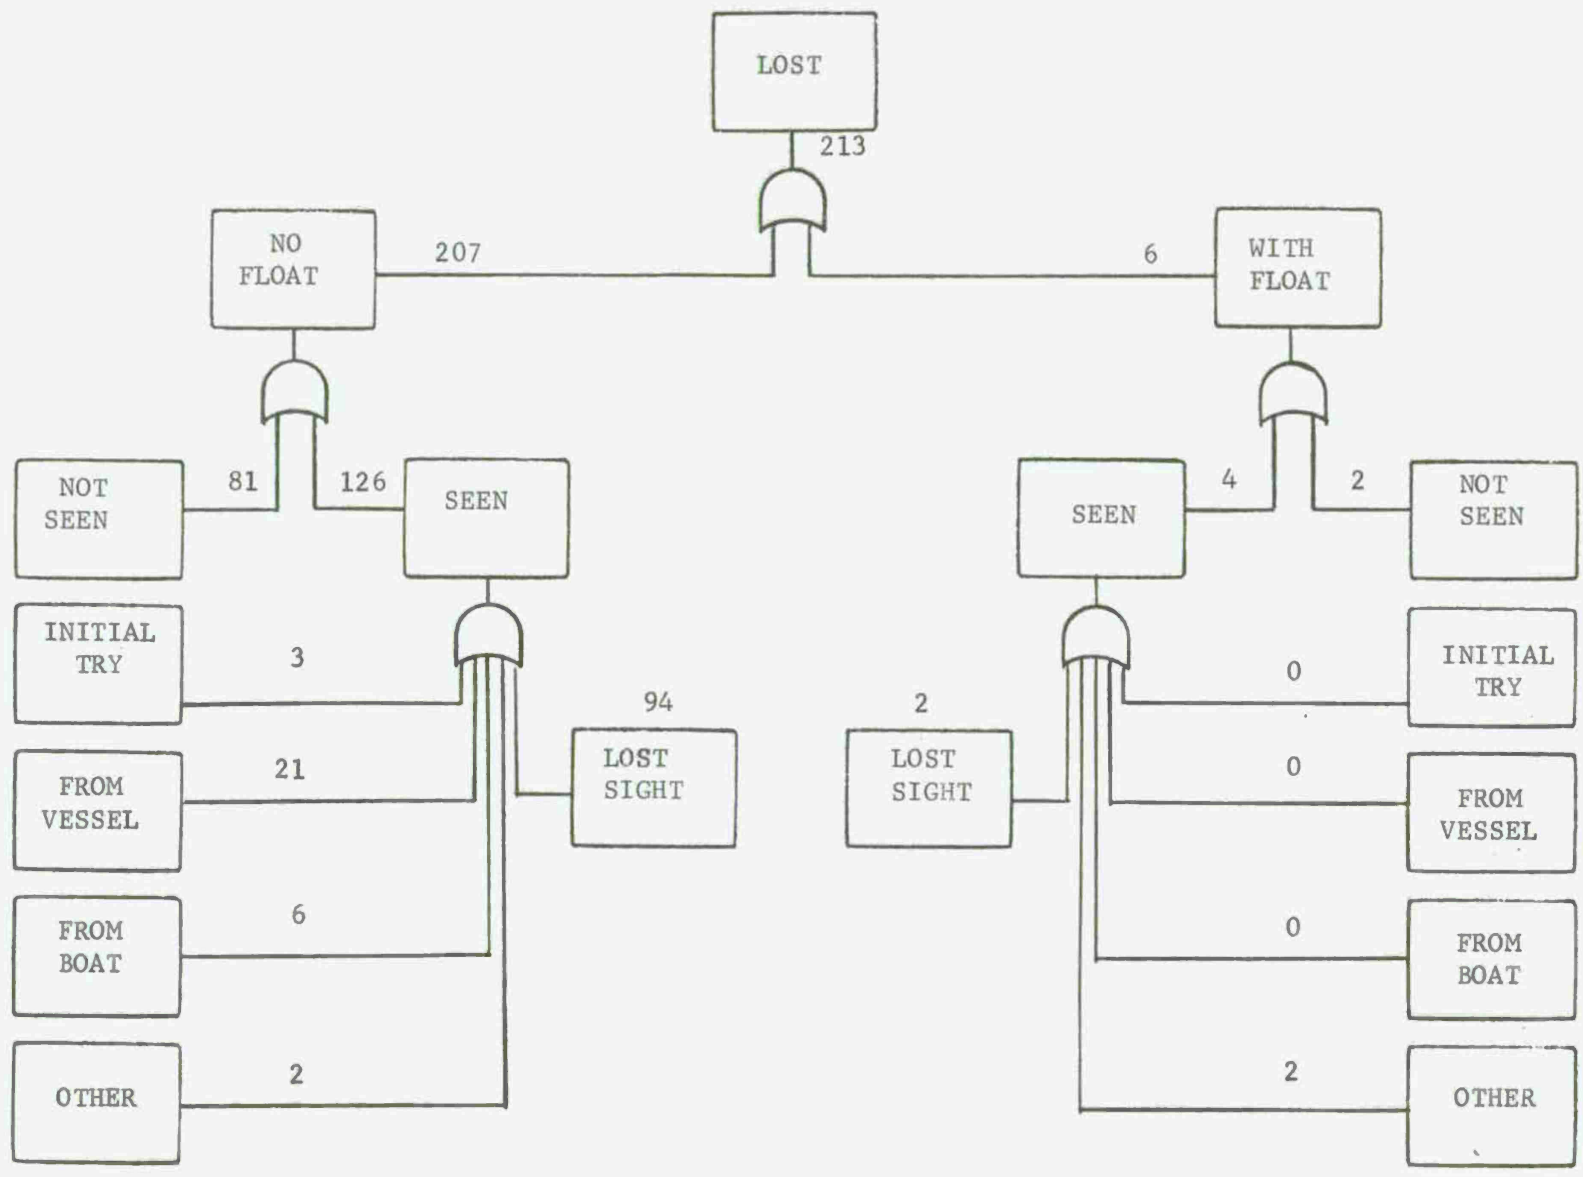 LOST
213
NO
FLOAT
207
6
WITH
FLOAT
NOT
SEEN
81
126
SEEN
SEEN
4
2
NOT
SEEN
INITIAL
TRY
3
94
LOST
SIGHT
2
LOST
SIGHT
0
INITIAL
TRY
FROM
VESSEL
21
0
FROM
VESSEL
FROM
BOAT
6
0
FROM
BOAT
OTHER
2
2
OTHER